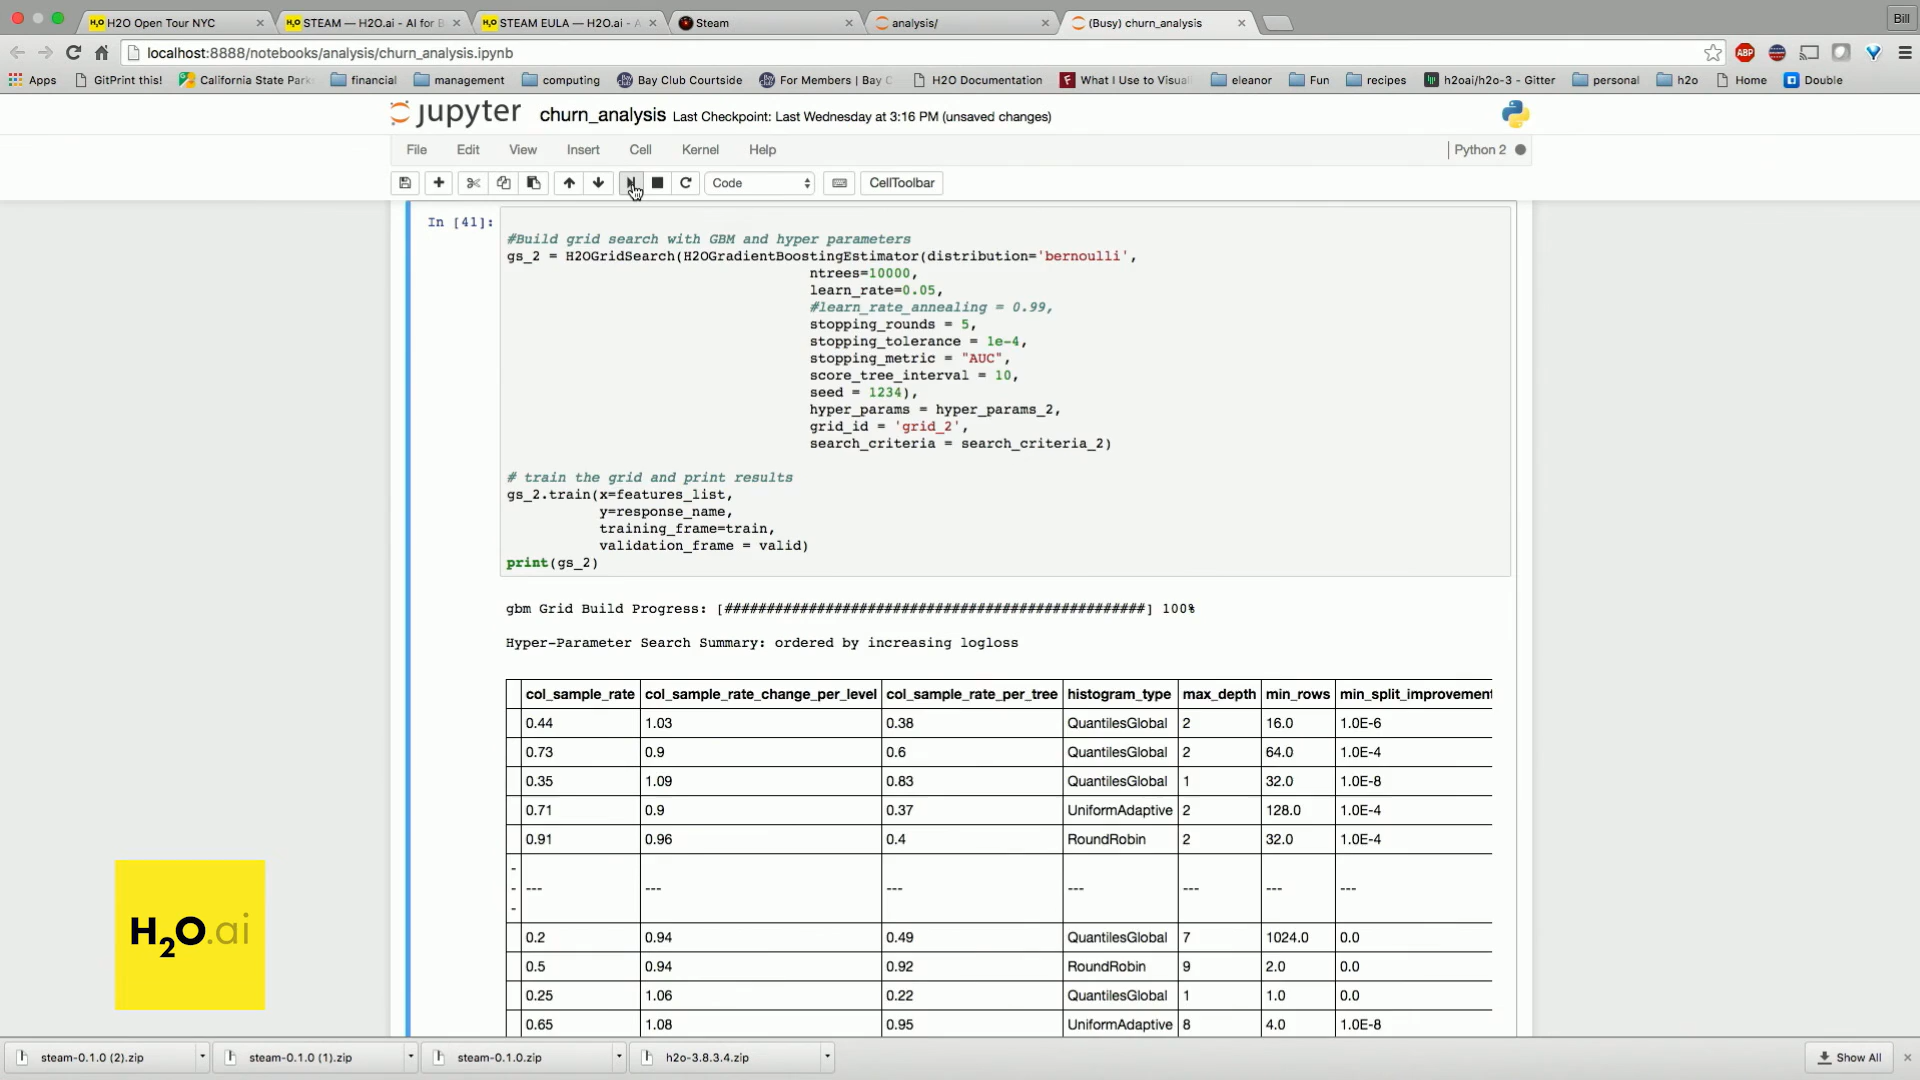 H2O Open Tour NYC
STEAM — H2O.ai - AI for B
STEAM EULA — H2O.ai - A
Steam
analysis/
(Busy) churn_analysis
Bill
localhost:8888/notebooks/analysis/churn_analysis.ipynb
ABP
Apps
GitPrint this!
California State Park
financial
management
computing
Bay Club Courtside
For Members | Bay C
H2O Documentation
What I Use to Visual
eleanor
Fun
recipes
h2oai/h2o-3 - Gitter
personal
h2o
Home
Double
jupyter churn_analysis Last Checkpoint: Last Wednesday at 3:16 PM (unsaved changes)
File Edit View Insert Cell Kernel Help
Python 2
Code
CellToolbar
In [41]:
#Build grid search with GBM and hyper parameters
gs_2 = H2OGridSearch(H2OGradientBoostingEstimator(distribution='bernoulli',
ntrees=10000,
learn_rate=0.05,
#learn_rate_annealing = 0.99,
stopping_rounds = 5,
stopping_tolerance = 1e-4,
stopping_metric = "AUC",
score_tree_interval = 10,
seed = 1234),
hyper_params = hyper_params_2,
grid_id = 'grid_2',
search_criteria = search_criteria_2)
# train the grid and print results
gs_2.train(x=features_list,
y=response_name,
training_frame=train,
validation_frame = valid)
print(gs_2)
gbm Grid Build Progress: [##################################################] 100%
Hyper-Parameter Search Summary: ordered by increasing logloss
col_sample_rate col_sample_rate_change_per_level col_sample_rate_per_tree histogram_type max_depth min_rows min_split_improvement
0.44 1.03 0.38 QuantilesGlobal 2 16.0 1.0E-6
0.73 0.9 0.6 QuantilesGlobal 2 64.0 1.0E-4
0.35 1.09 0.83 QuantilesGlobal 1 32.0 1.0E-8
0.71 0.9 0.37 UniformAdaptive 2 128.0 1.0E-4
0.91 0.96 0.4 RoundRobin 2 32.0 1.0E-4
--- --- --- --- --- --- --- ---
0.2 0.94 0.49 QuantilesGlobal 7 1024.0 0.0
0.5 0.94 0.92 RoundRobin 9 2.0 0.0
0.25 1.06 0.22 QuantilesGlobal 1 1.0 0.0
0.65 1.08 0.95 UniformAdaptive 8 4.0 1.0E-8
H2O.ai
steam-0.1.0 (2).zip
steam-0.1.0 (1).zip
steam-0.1.0.zip
h2o-3.8.3.4.zip
Show All